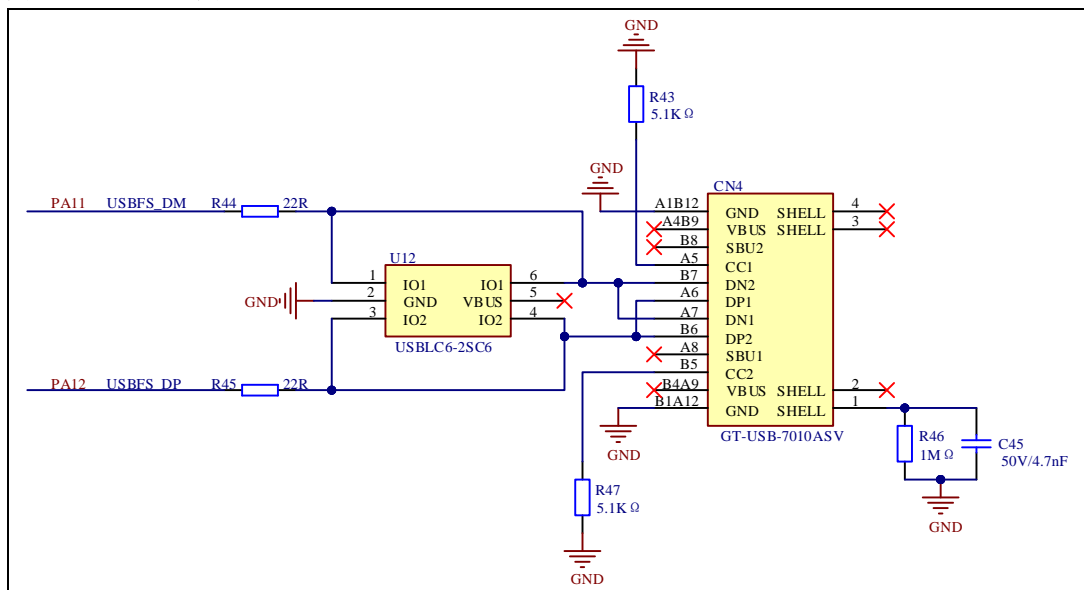 GND
R43
5.1KΩ
GND
CN4
PA11 USBFS_DM R44 22R
A1B12 GND SHELL 4
A4B9 VBUS SHELL 3
B8 SBU2
A5 CC1
B7 DN2
A6 DP1
A7 DN1
B6 DP2
A8 SBU1
B5 CC2
B4A9 VBUS SHELL 2
B1A12 GND SHELL 1
GT-USB-7010ASV
U12
1 IO1 IO1 6
GND 2 GND VBUS 5
3 IO2 IO2 4
USBLC6-2SC6
PA12 USBFS_DP R45 22R
GND
R46
1MΩ
C45
50V/4.7nF
GND
R47
5.1KΩ
GND